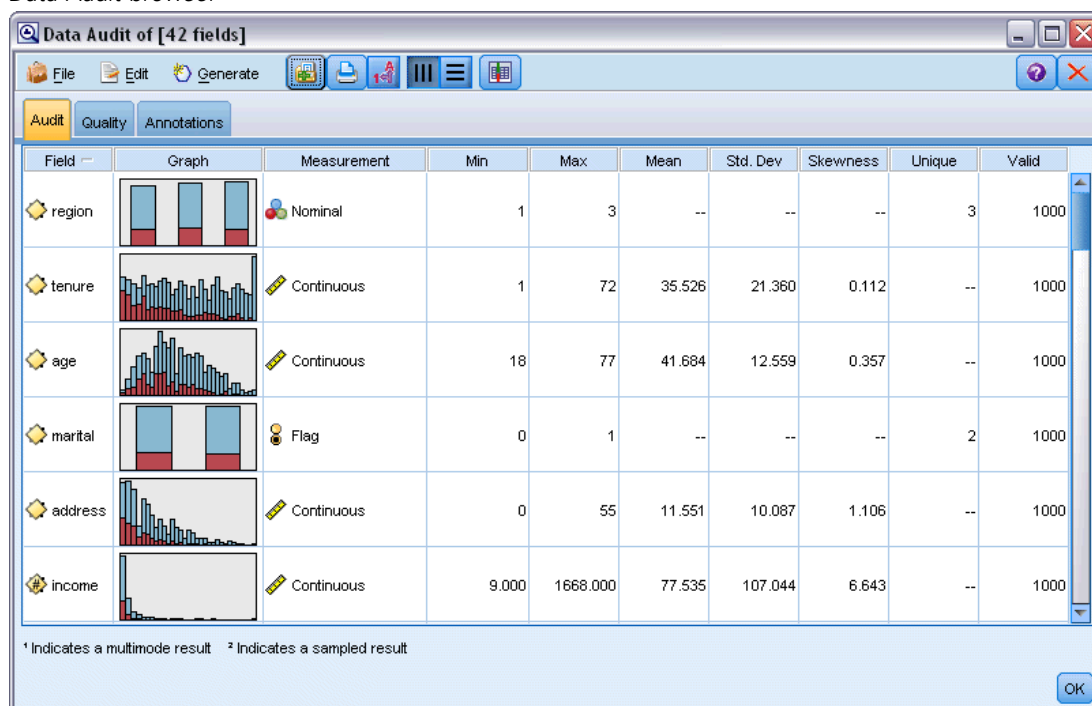 Data Audit browser
Data Audit of [42 fields]
File Edit Generate
Audit Quality Annotations
Field Graph Measurement Min Max Mean Std. Dev Skewness Unique Valid
region Nominal 1 3 -- -- -- 3 1000
tenure Continuous 1 72 35.526 21.360 0.112 -- 1000
age Continuous 18 77 41.684 12.559 0.357 -- 1000
marital Flag 0 1 -- -- -- 2 1000
address Continuous 0 55 11.551 10.087 1.106 -- 1000
income Continuous 9.000 1668.000 77.535 107.044 6.643 -- 1000
¹ Indicates a multimode result ² Indicates a sampled result
OK